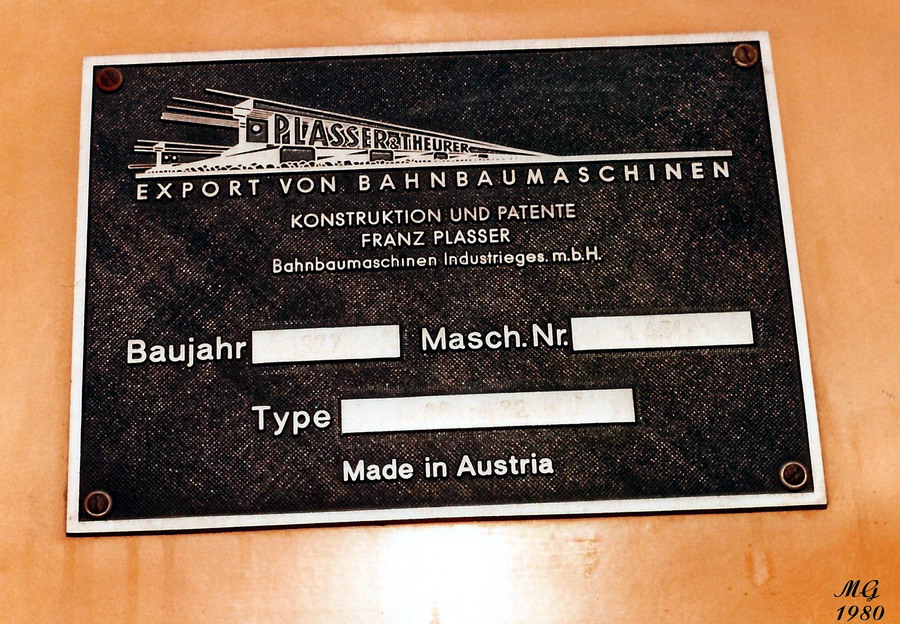 PLASSER & THEURER
EXPORT VON BAHNBAUMASCHINEN
KONSTRUKTION UND PATENTE
FRANZ PLASSER
Bahnbaumaschinen Industrieges. m.b.H.
Baujahr 1977 Masch. Nr.
Type
Made in Austria
MG
1980